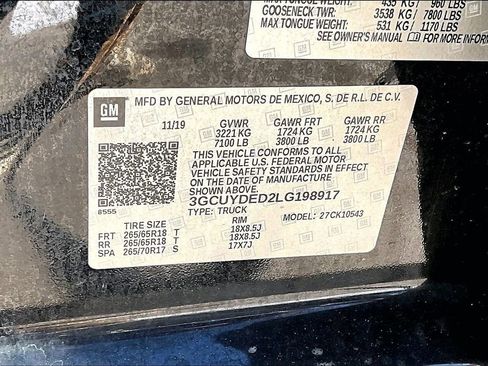 MAX TONGUE WEIGHT: 435 KG/ 960 LBS
GOOSENECK TWR: 3538 KG/ 7800 LBS
MAX TONGUE WEIGHT: 531 KG/ 1170 LBS
SEE OWNER'S MANUAL FOR MORE INFORM
GM
MFD BY GENERAL MOTORS DE MEXICO, S. DE R.L. DE C.V.
11/19 GVWR GAWR FRT GAWR RR
3221 KG 1724 KG 1724 KG
7100 LB 3800 LB 3800 LB
THIS VEHICLE CONFORMS TO ALL
APPLICABLE U.S. FEDERAL MOTOR
VEHICLE SAFETY STANDARDS IN EFFECT
ON THE DATE OF MANUFACTURE
SHOWN ABOVE.
3GCUYDED2LG198917
8555 TYPE: TRUCK MODEL: 27CK10543
RIM
FRT 265/65R18 T 18X8.5J
RR 265/65R18 T 18X8.5J
SPA 265/70R17 S 17X7J